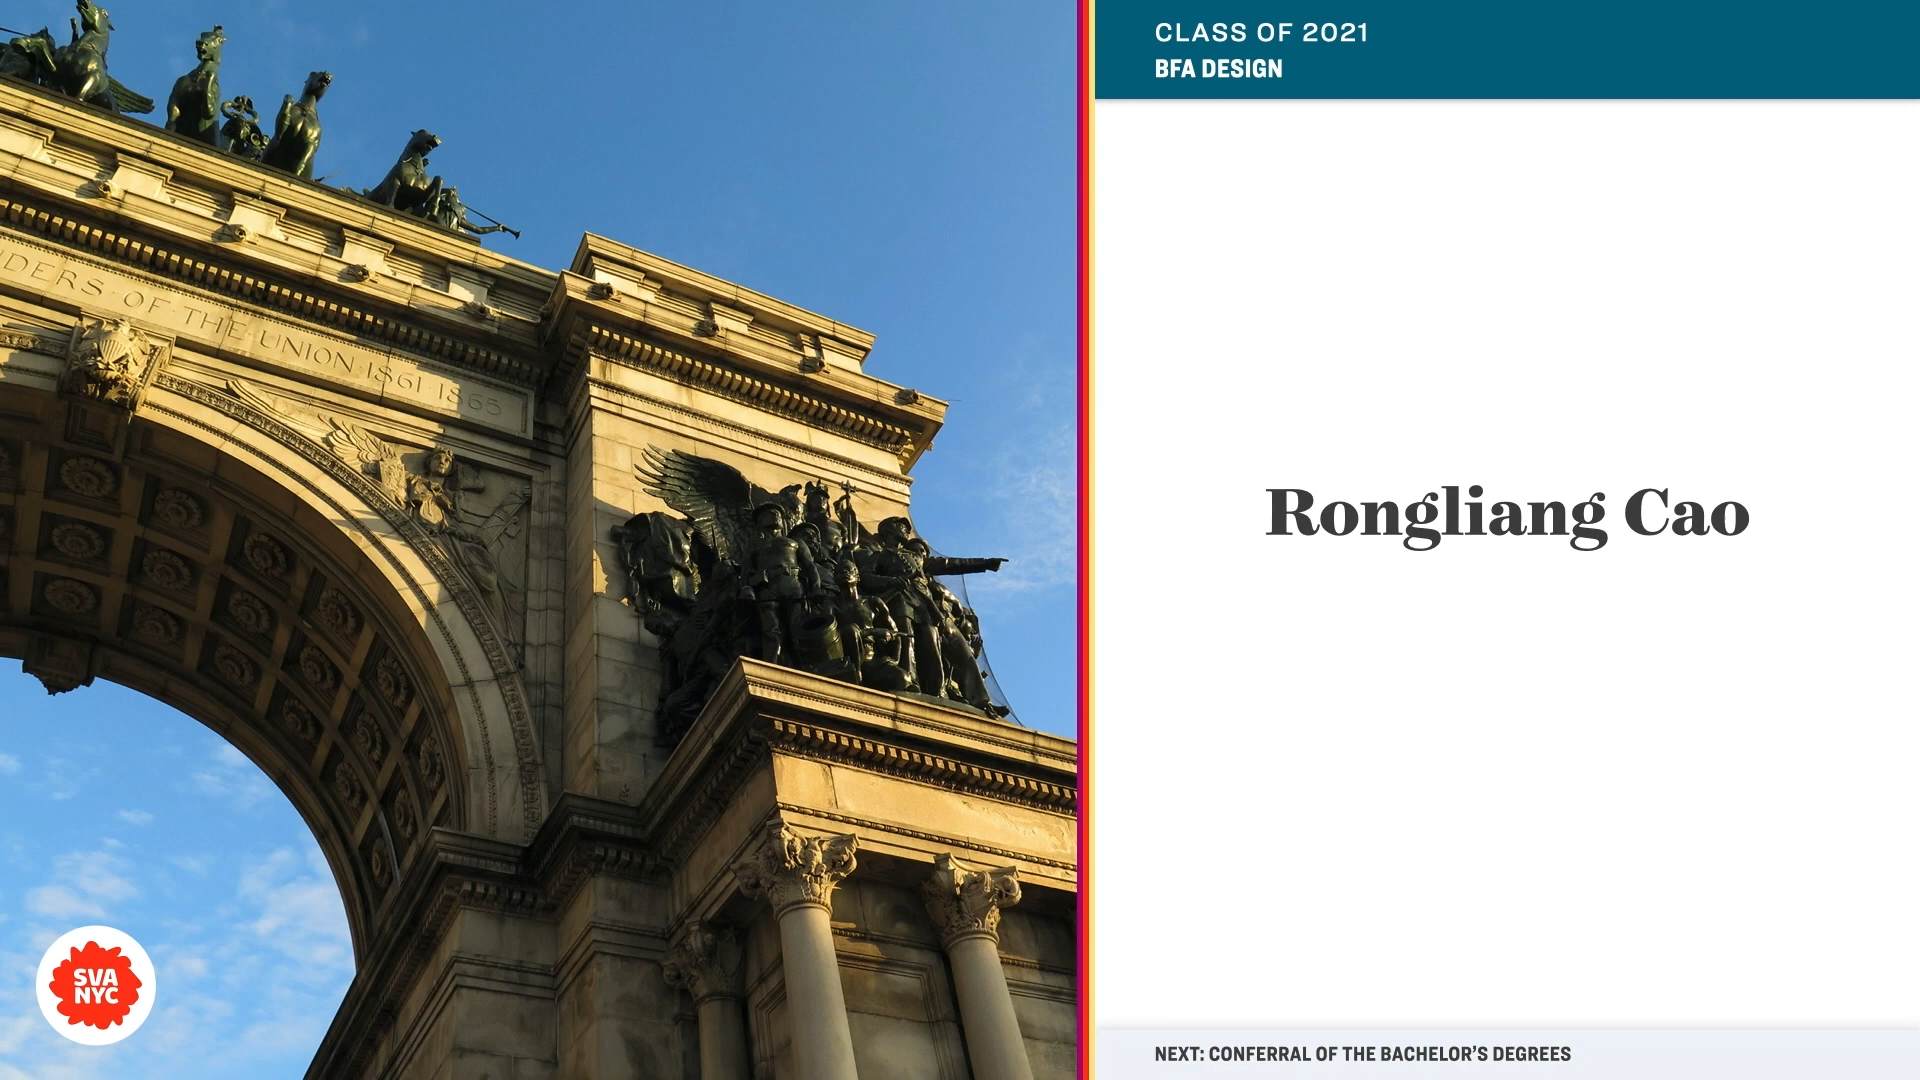 CLASS OF 2021
BFA DESIGN
DERS · OF · THE · UNION · 1861 · 1865
Rongliang Cao
SVA
NYC
NEXT: CONFERRAL OF THE BACHELOR’S DEGREES